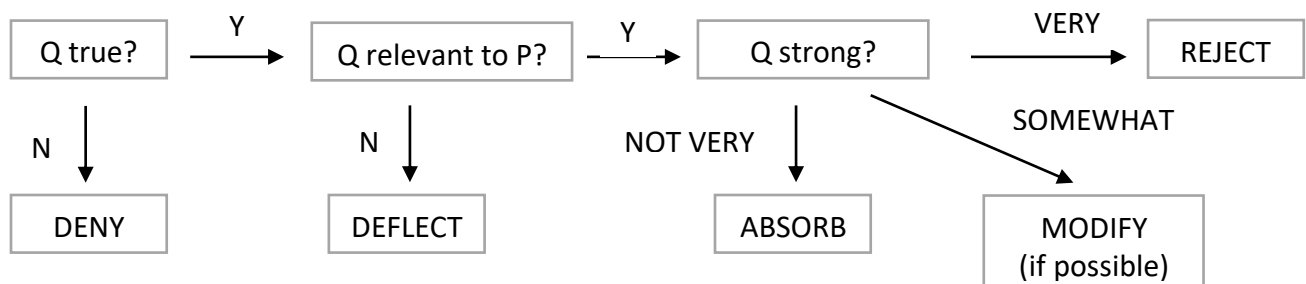 Q true?
Y
Q relevant to P?
Y
Q strong?
VERY
REJECT
N
N
NOT VERY
SOMEWHAT
DENY
DEFLECT
ABSORB
MODIFY
(if possible)